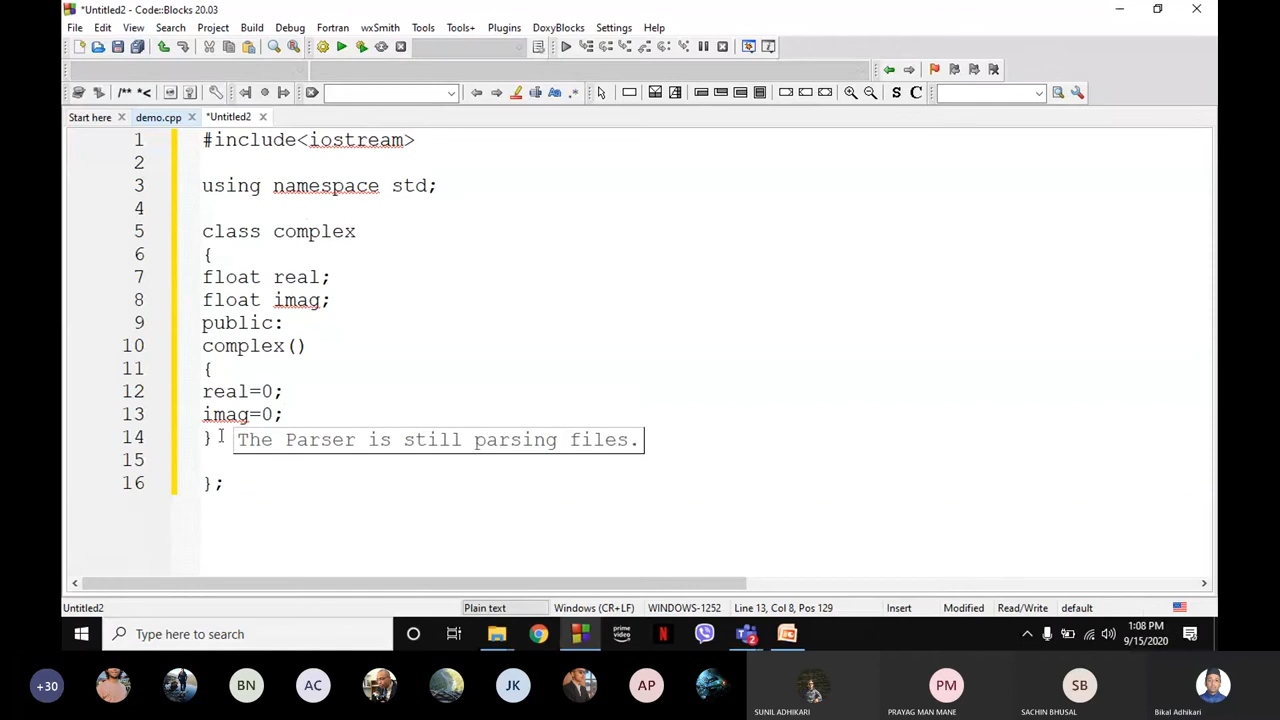 *Untitled2 - Code::Blocks 20.03
File Edit View Search Project Build Debug Fortran wxSmith Tools Tools+ Plugins DoxyBlocks Settings Help
/** *<
Aa .*
S C
Start here demo.cpp *Untitled2
1 #include<iostream>
2
3 using namespace std;
4
5 class complex
6 {
7 float real;
8 float imag;
9 public:
10 complex()
11 {
12 real=0;
13 imag=0;
14 }
The Parser is still parsing files.
15
16 };
Untitled2 Plain text Windows (CR+LF) WINDOWS-1252 Line 13, Col 8, Pos 129 Insert Modified Read/Write default
Type here to search
prime video
N
2
1:08 PM
9/15/2020
+30 BN AC JK AP PM SB
SUNIL ADHIKARI PRAYAG MAN MANE SACHIN BHUSAL Bikal Adhikari